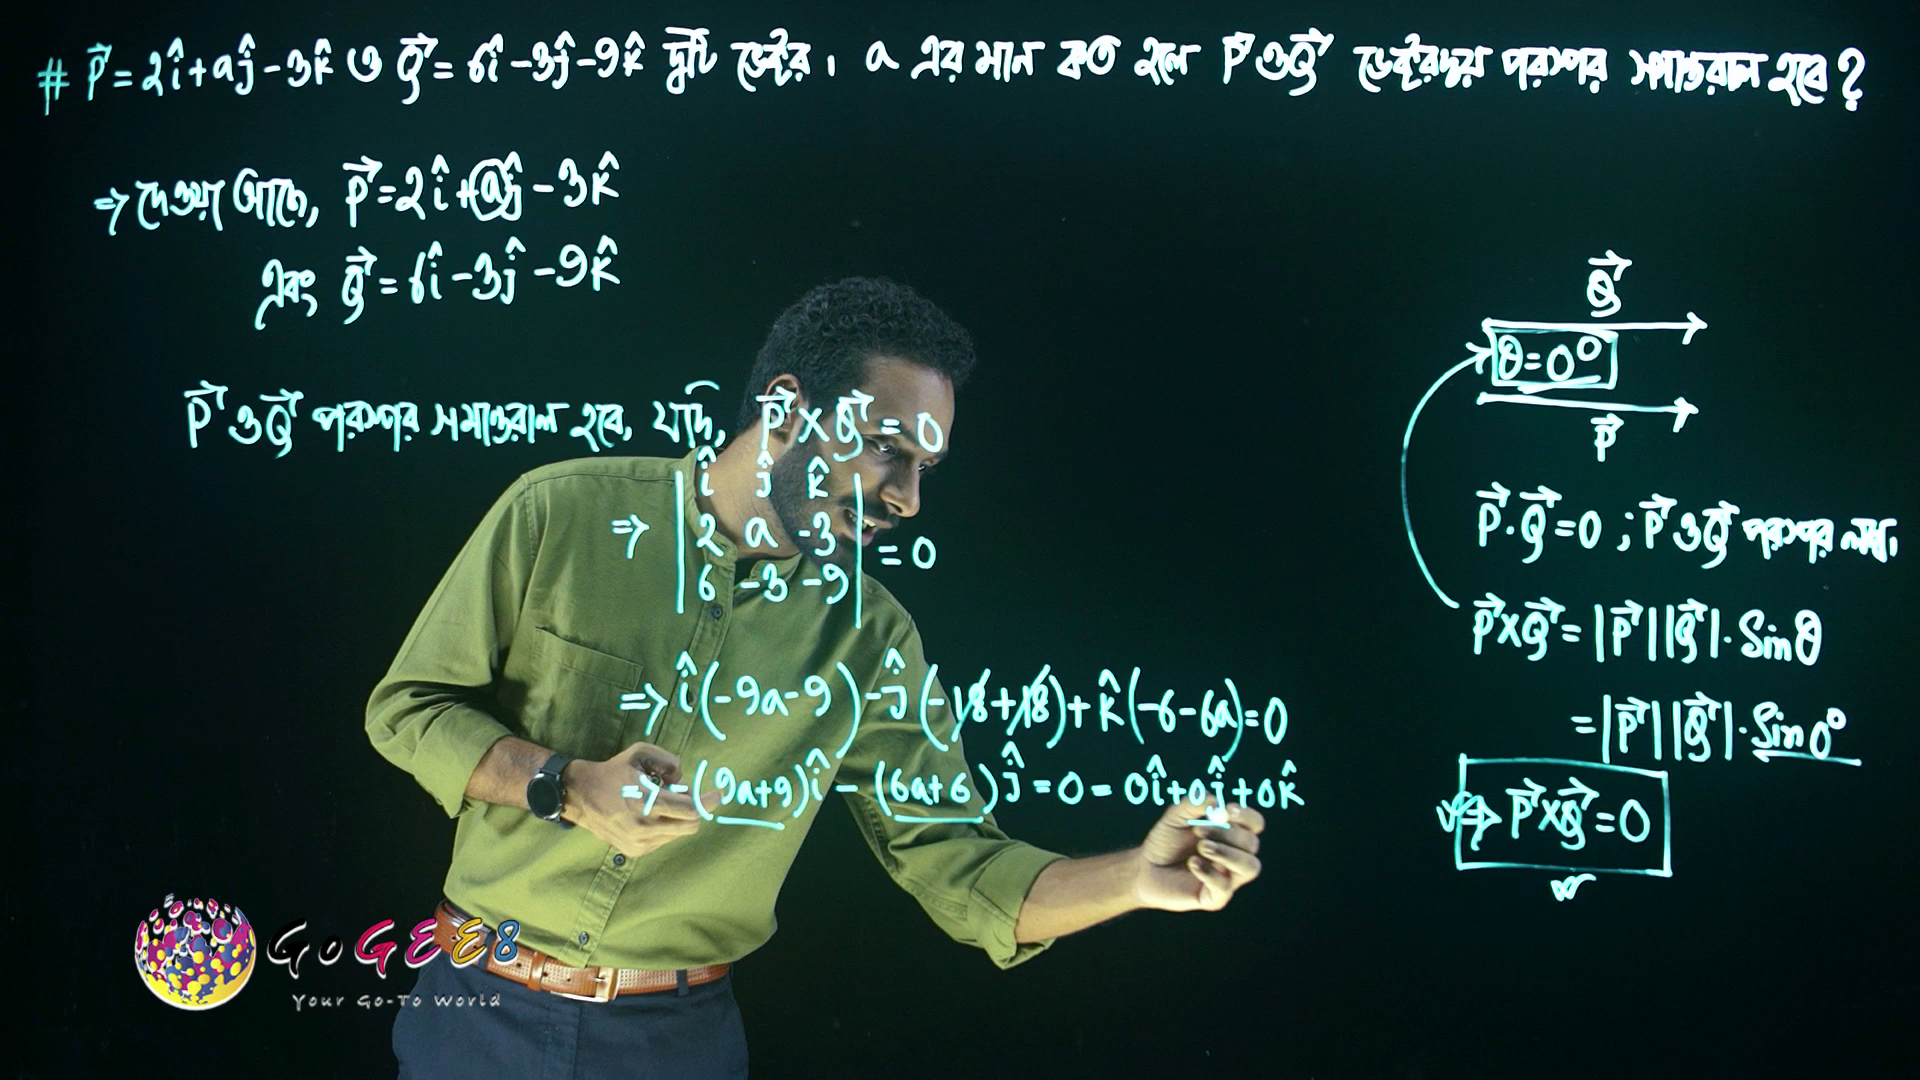 # P⃗ = 2î + aĵ - 3k̂ ও Q⃗ = 6î - 3ĵ - 9k̂ দুটি ভেক্টর। a এর মান কত হলে P⃗ ও Q⃗ ভেক্টরদ্বয় পরস্পর সমান্তরাল হবে?
⇒ দেওয়া আছে, P⃗ = 2î + aĵ - 3k̂
এবং Q⃗ = 6î - 3ĵ - 9k̂
P⃗ ও Q⃗ পরস্পর সমান্তরাল হবে, যদি, P⃗ × Q⃗ = 0
î ĵ k̂
⇒ | 2 a -3 | = 0
6 -3 -9
⇒ î (-9a-9) - ĵ (-18+18) + k̂ (-6-6a) = 0
⇒ -(9a+9)î - (6a+6)ĵ = 0 = 0î + 0ĵ + 0k̂
Q⃗
θ = 0°
P⃗
P⃗ · Q⃗ = 0 ; P⃗ ও Q⃗ পরস্পর লম্ব।
P⃗ × Q⃗ = |P⃗| |Q⃗| · Sin θ
= |P⃗| |Q⃗| · Sin 0°
⇒ P⃗ × Q⃗ = 0
GoGEE8
Your Go-To World